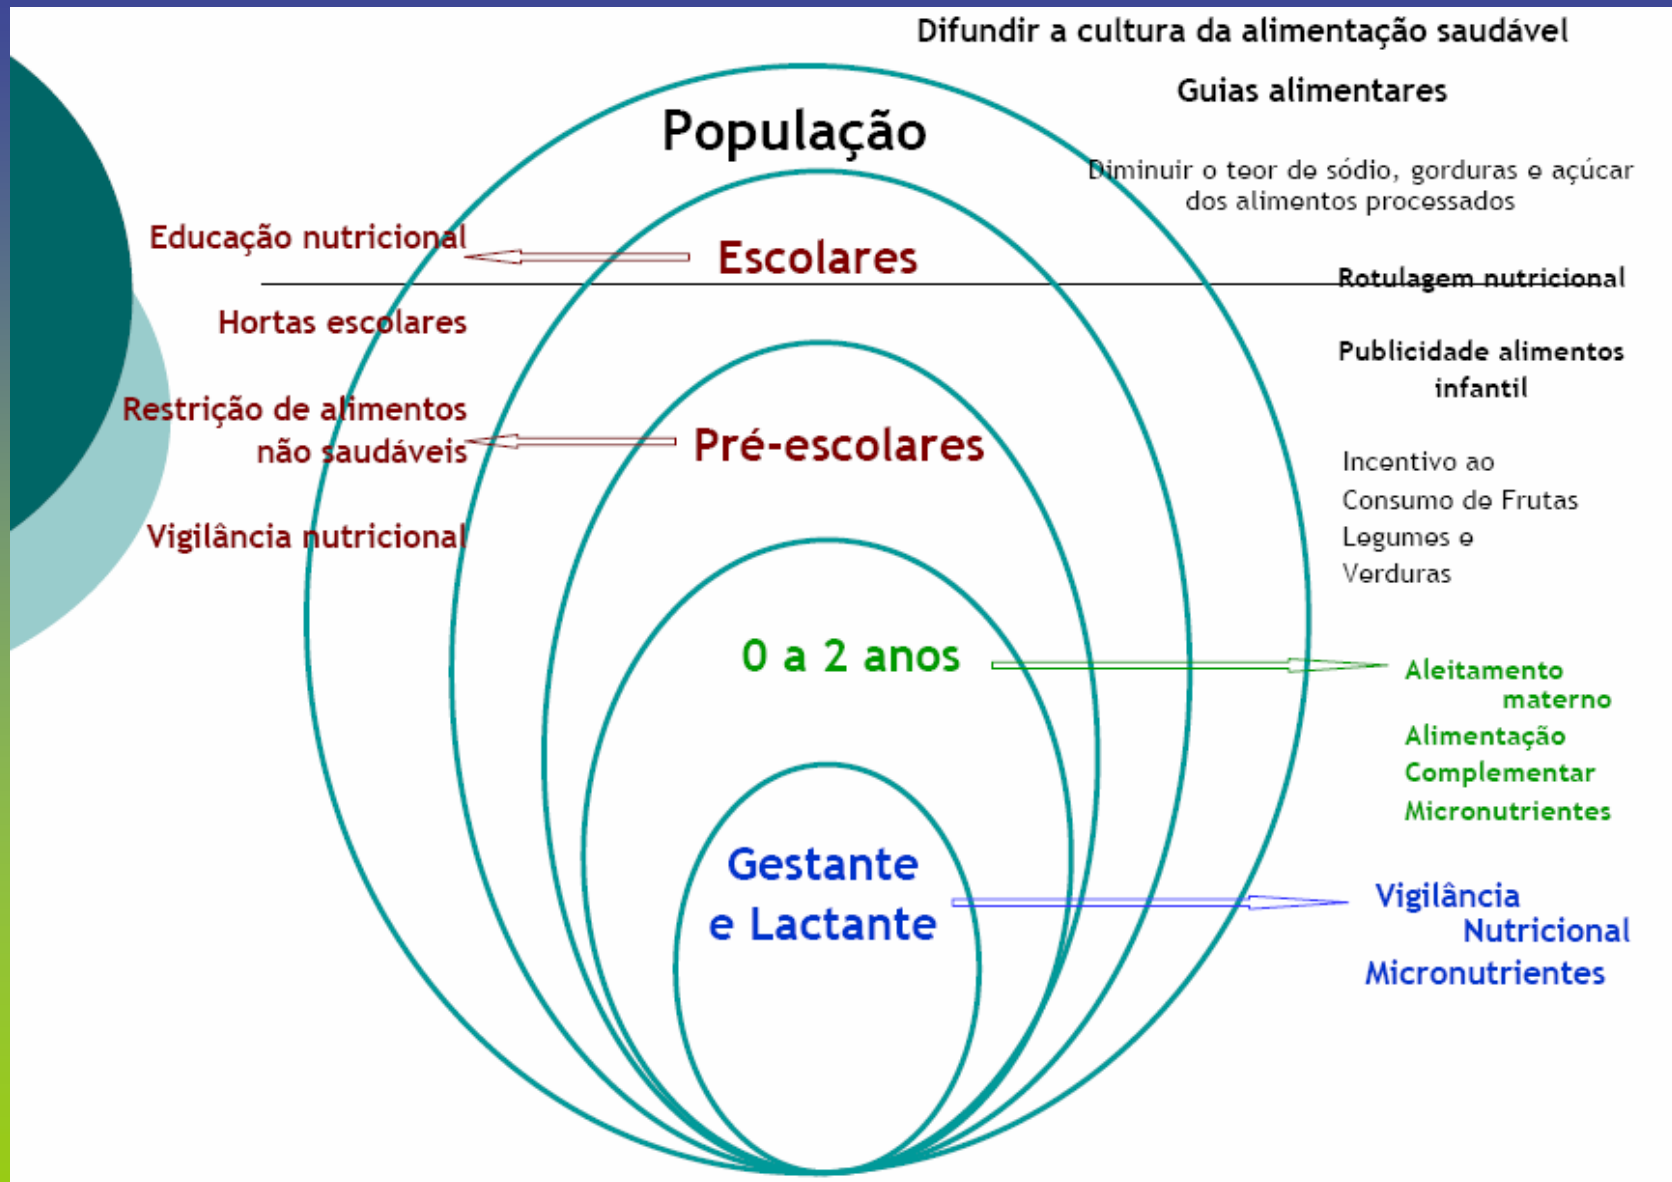 Difundir a cultura da alimentação saudável
Guias alimentares
População
Diminuir o teor de sódio, gorduras e açúcar
dos alimentos processados
Educação nutricional
Escolares
Rotulagem nutricional
Hortas escolares
Publicidade alimentos
infantil
Restrição de alimentos
não saudáveis
Pré-escolares
Incentivo ao
Consumo de Frutas
Legumes e
Verduras
Vigilância nutricional
0 a 2 anos
Aleitamento
materno
Alimentação
Complementar
Micronutrientes
Gestante
e Lactante
Vigilância
Nutricional
Micronutrientes